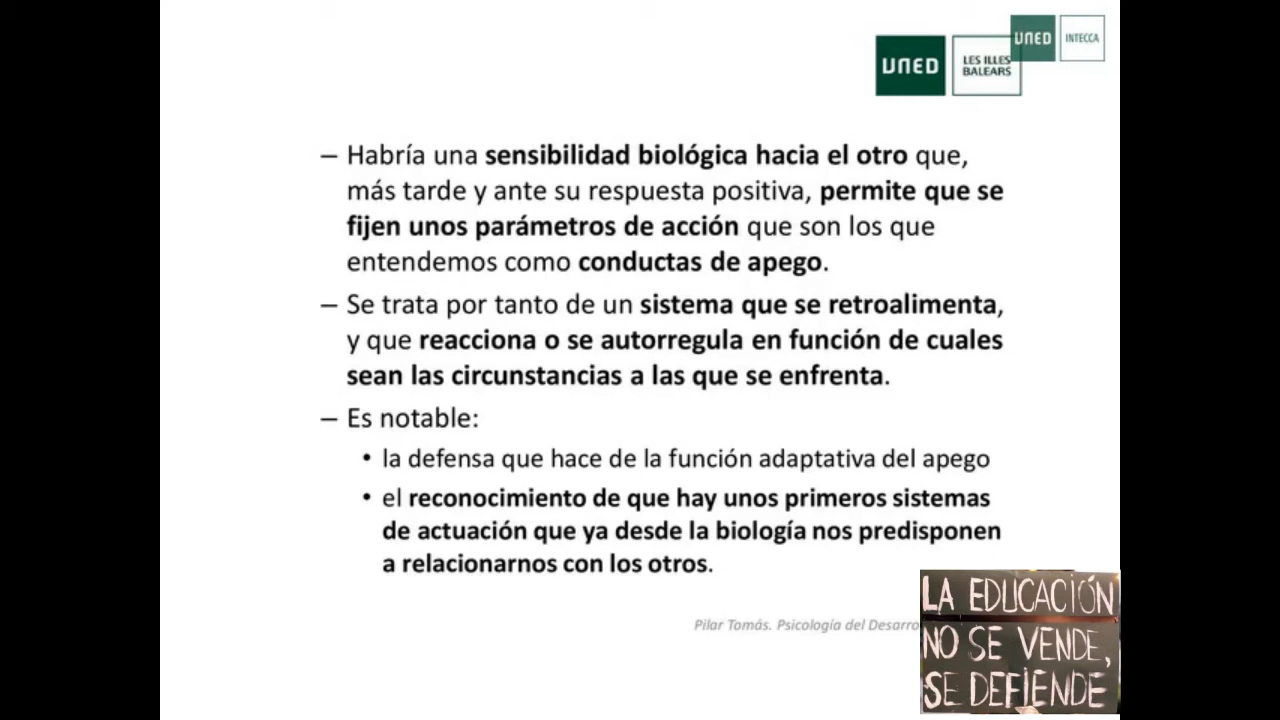 UNED
INTECCA
UNED
LES ILLES
BALEARS
– Habría una sensibilidad biológica hacia el otro que,
más tarde y ante su respuesta positiva, permite que se
fijen unos parámetros de acción que son los que
entendemos como conductas de apego.
– Se trata por tanto de un sistema que se retroalimenta,
y que reacciona o se autorregula en función de cuales
sean las circunstancias a las que se enfrenta.
– Es notable:
• la defensa que hace de la función adaptativa del apego
• el reconocimiento de que hay unos primeros sistemas
de actuación que ya desde la biología nos predisponen
a relacionarnos con los otros.
Pilar Tomás. Psicología del Desarro
LA EDUCACIÓN
NO SE VENDE,
SE DEFIENDE